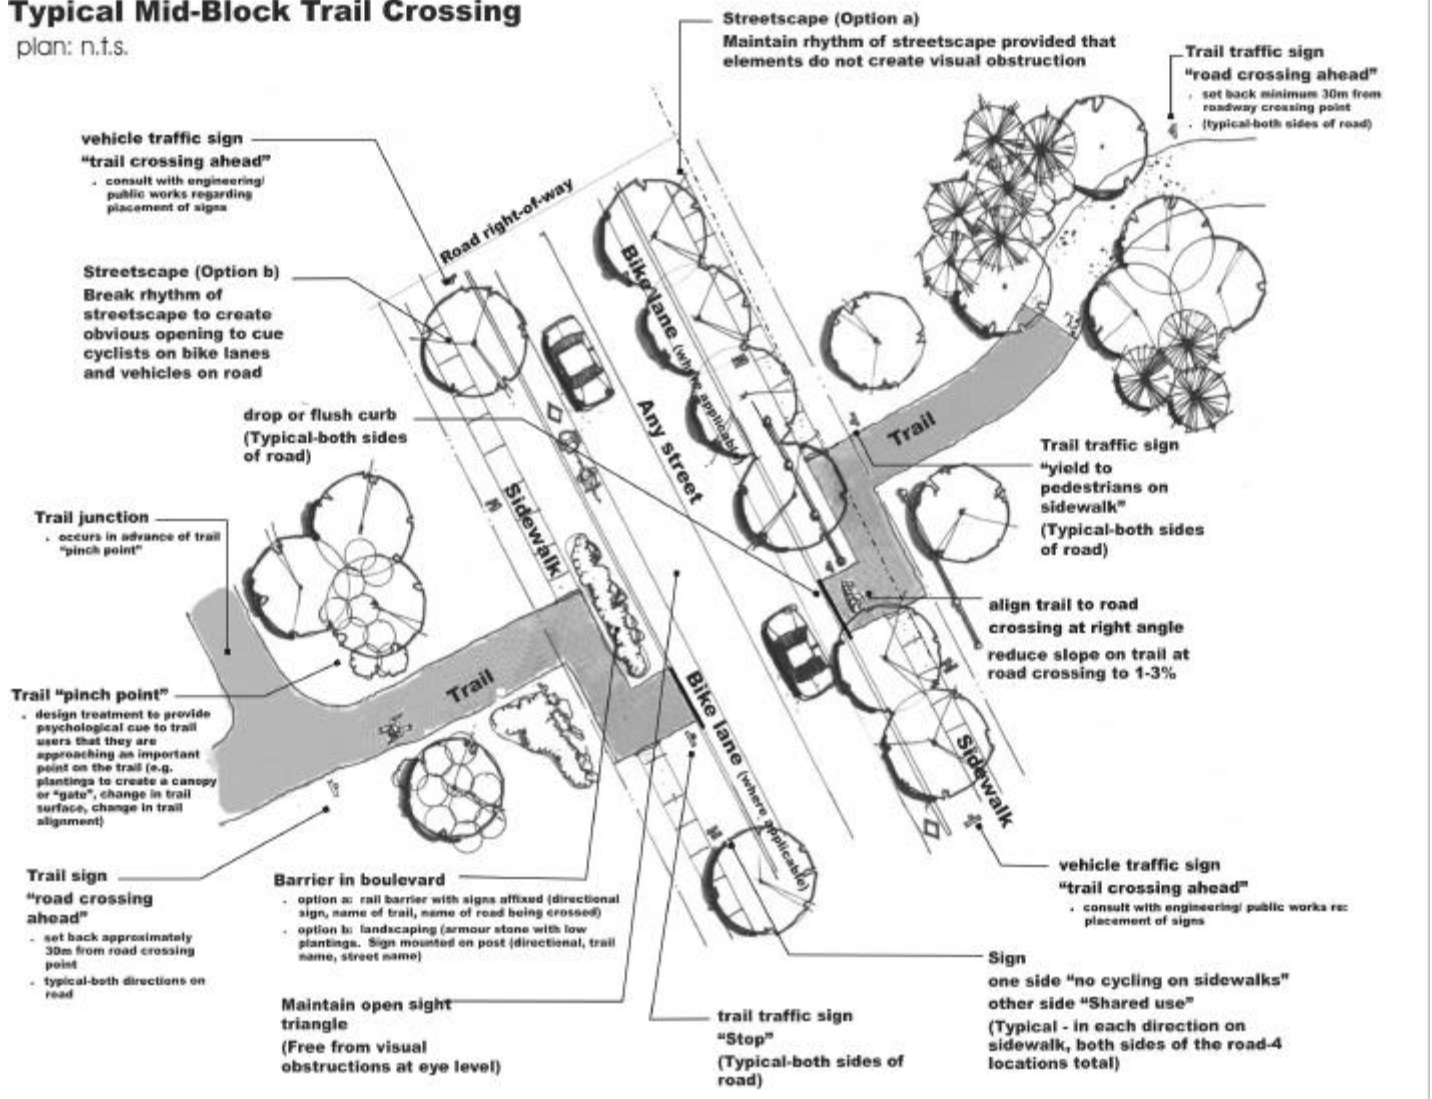 Typical Mid-Block Trail Crossing
plan: n.t.s.
Streetscape (Option a)
Maintain rhythm of streetscape provided that
elements do not create visual obstruction
Trail traffic sign
“road crossing ahead”
. set back minimum 30m from
roadway crossing point
. (typical-both sides of road)
vehicle traffic sign
“trail crossing ahead”
. consult with engineering/
public works regarding
placement of signs
Road right-of-way
Streetscape (Option b)
Break rhythm of
streetscape to create
obvious opening to cue
cyclists on bike lanes
and vehicles on road
Bike lane (where applicable)
Any street
drop or flush curb
(Typical-both sides
of road)
Trail
Trail traffic sign
“yield to
pedestrians on
sidewalk”
(Typical-both sides
of road)
Sidewalk
Trail junction
. occurs in advance of trail
“pinch point”
align trail to road
crossing at right angle
reduce slope on trail at
road crossing to 1-3%
Trail “pinch point”
. design treatment to provide
psychological cue to trail
users that they are
approaching an important
point on the trail (e.g.
plantings to create a canopy
or “gate”, change in trail
surface, change in trail
alignment)
Trail
Bike lane (where applicable)
Sidewalk
Trail sign
“road crossing
ahead”
. set back approximately
30m from road crossing
point
. typical-both directions on
road
Barrier in boulevard
. option a: rail barrier with signs affixed (directional
sign, name of trail, name of road being crossed)
. option b: landscaping (armour stone with low
plantings. Sign mounted on post (directional, trail
name, street name)
vehicle traffic sign
“trail crossing ahead”
. consult with engineering/ public works re:
placement of signs
Maintain open sight
triangle
(Free from visual
obstructions at eye level)
trail traffic sign
“Stop”
(Typical-both sides of
road)
Sign
one side “no cycling on sidewalks”
other side “Shared use”
(Typical - in each direction on
sidewalk, both sides of the road-4
locations total)